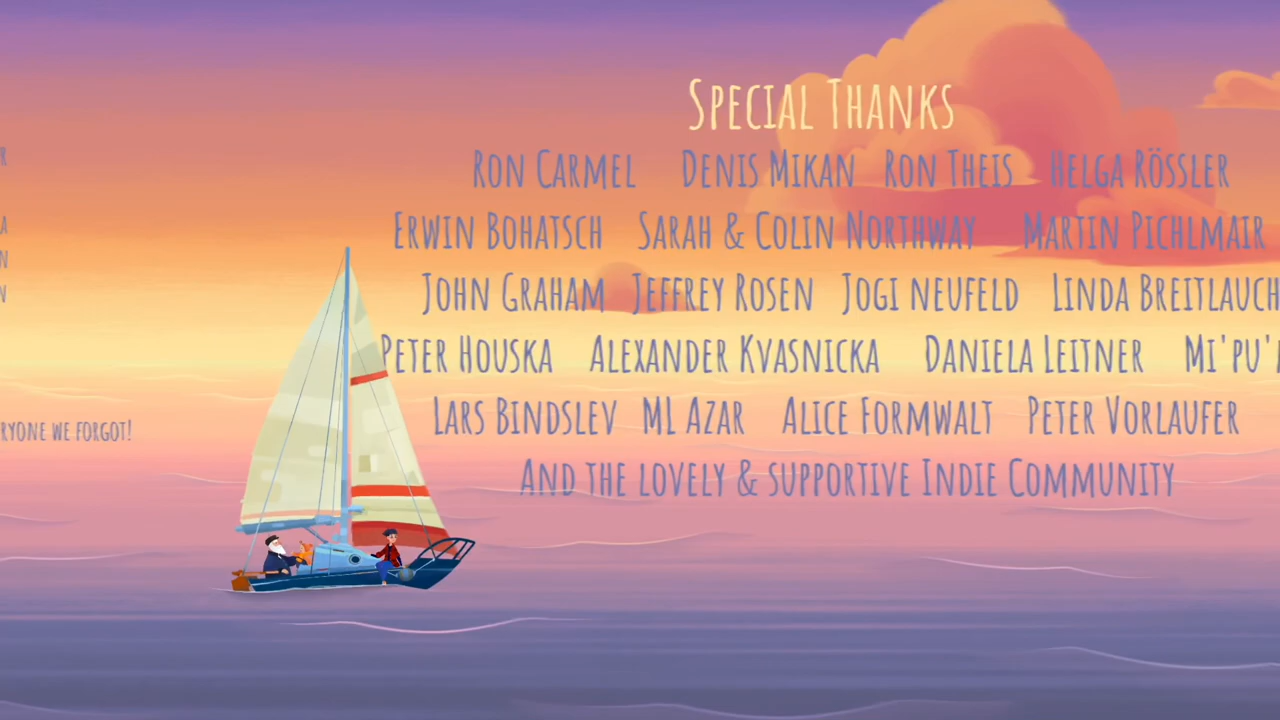 Special Thanks
Ron Carmel Denis Mikan Ron Theis Helga Rössler
Erwin Bohatsch Sarah & Colin Northway Martin Pichlmair
John Graham Jeffrey Rosen Jogi neufeld Linda Breitlauch
Peter Houska Alexander Kvasnicka Daniela Leitner
Lars Bindslev ML Azar Alice Formwalt Peter Vorlaufer
we forgot!
And the lovely & supportive Indie Community